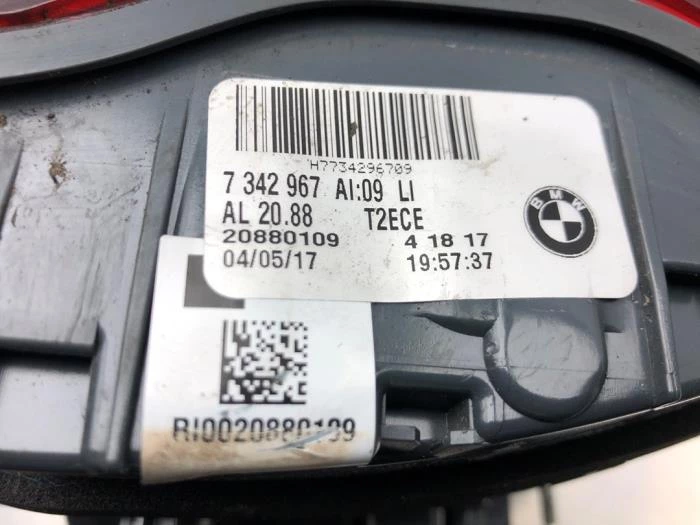 H7734296709
7 342 967 AI:09 LI
AL 20.88 T2ECE
20880109 4 18 17
04/05/17 19:57:37
BMW
RI0020880109